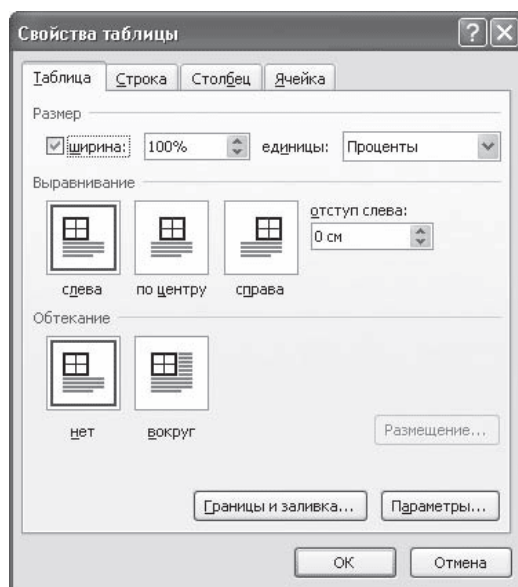 Свойства таблицы
Таблица Строка Столбец Ячейка
Размер
ширина: 100% единицы: Проценты
Выравнивание
отступ слева:
0 см
слева по центру справа
Обтекание
нет вокруг
Размещение...
Границы и заливка... Параметры...
ОК Отмена